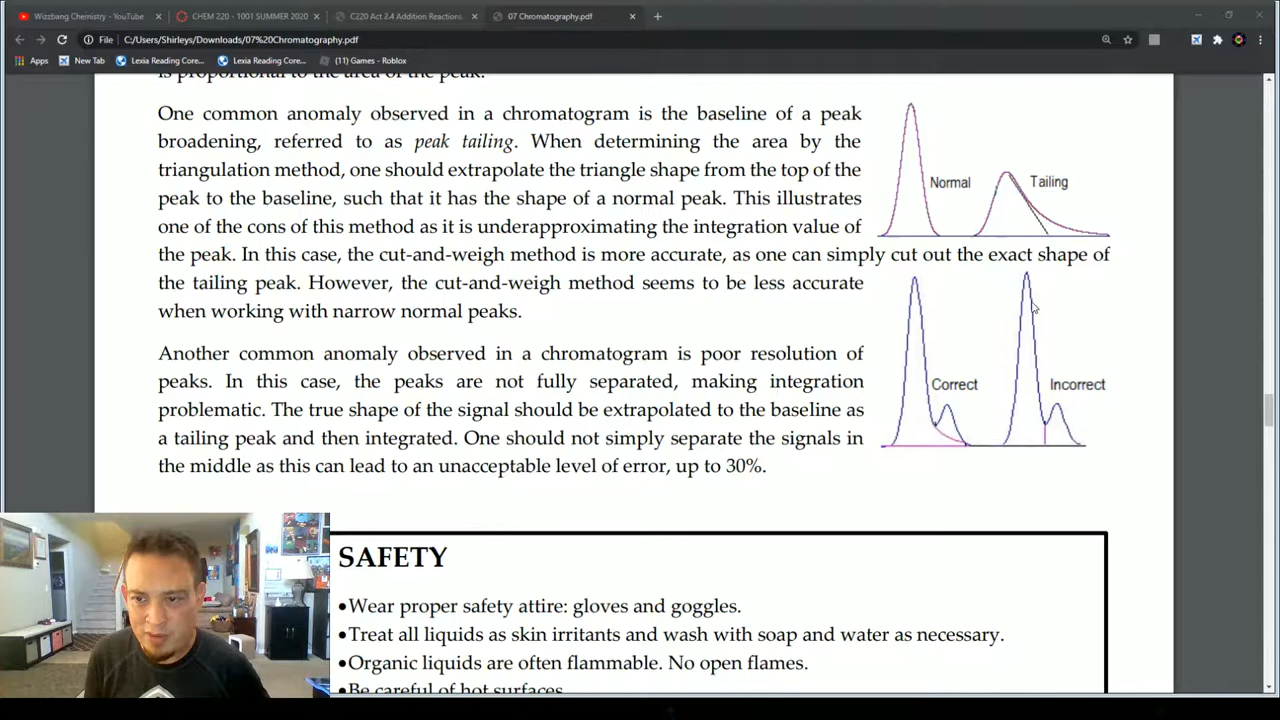 Wizzbang Chemistry - YouTube
CHEM 220 - 1001 SUMMER 2020
C220 Act 2.4 Addition Reactions
07 Chromatography.pdf
File C:/Users/Shirleys/Downloads/07%20Chromatography.pdf
Apps New Tab Lexia Reading Core... Lexia Reading Core... (11) Games - Roblox
is proportional to the area of the peak.
One common anomaly observed in a chromatogram is the baseline of a peak
broadening, referred to as peak tailing. When determining the area by the
triangulation method, one should extrapolate the triangle shape from the top of the
peak to the baseline, such that it has the shape of a normal peak. This illustrates
one of the cons of this method as it is underapproximating the integration value of
the peak. In this case, the cut-and-weigh method is more accurate, as one can simply cut out the exact shape of
the tailing peak. However, the cut-and-weigh method seems to be less accurate
when working with narrow normal peaks.
Normal Tailing
Another common anomaly observed in a chromatogram is poor resolution of
peaks. In this case, the peaks are not fully separated, making integration
problematic. The true shape of the signal should be extrapolated to the baseline as
a tailing peak and then integrated. One should not simply separate the signals in
the middle as this can lead to an unacceptable level of error, up to 30%.
Correct Incorrect
SAFETY
•Wear proper safety attire: gloves and goggles.
•Treat all liquids as skin irritants and wash with soap and water as necessary.
•Organic liquids are often flammable. No open flames.
•Be careful of hot surfaces.